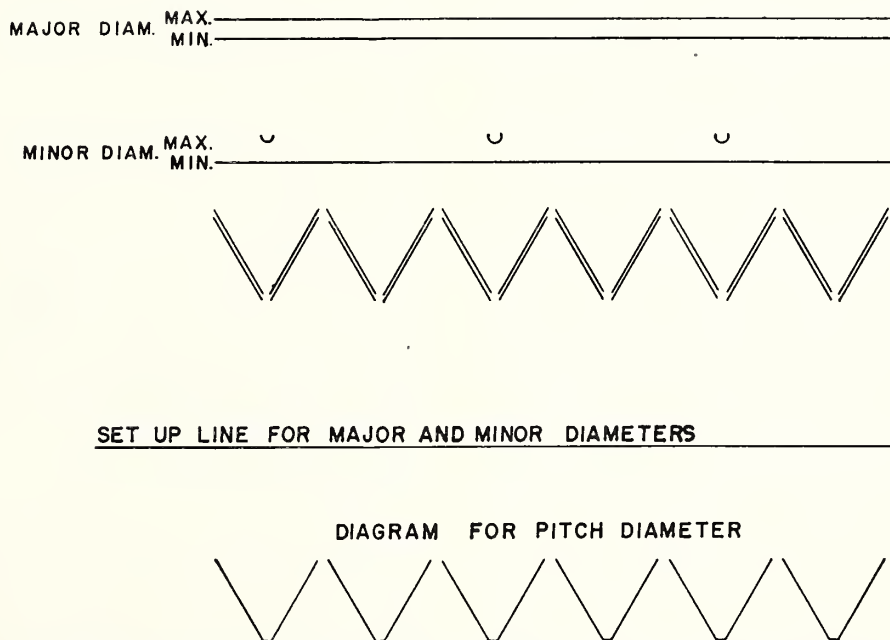 MAJOR DIAM. MAX.
MIN.
MINOR DIAM. MAX.
MIN.
SET UP LINE FOR MAJOR AND MINOR DIAMETERS
DIAGRAM FOR PITCH DIAMETER